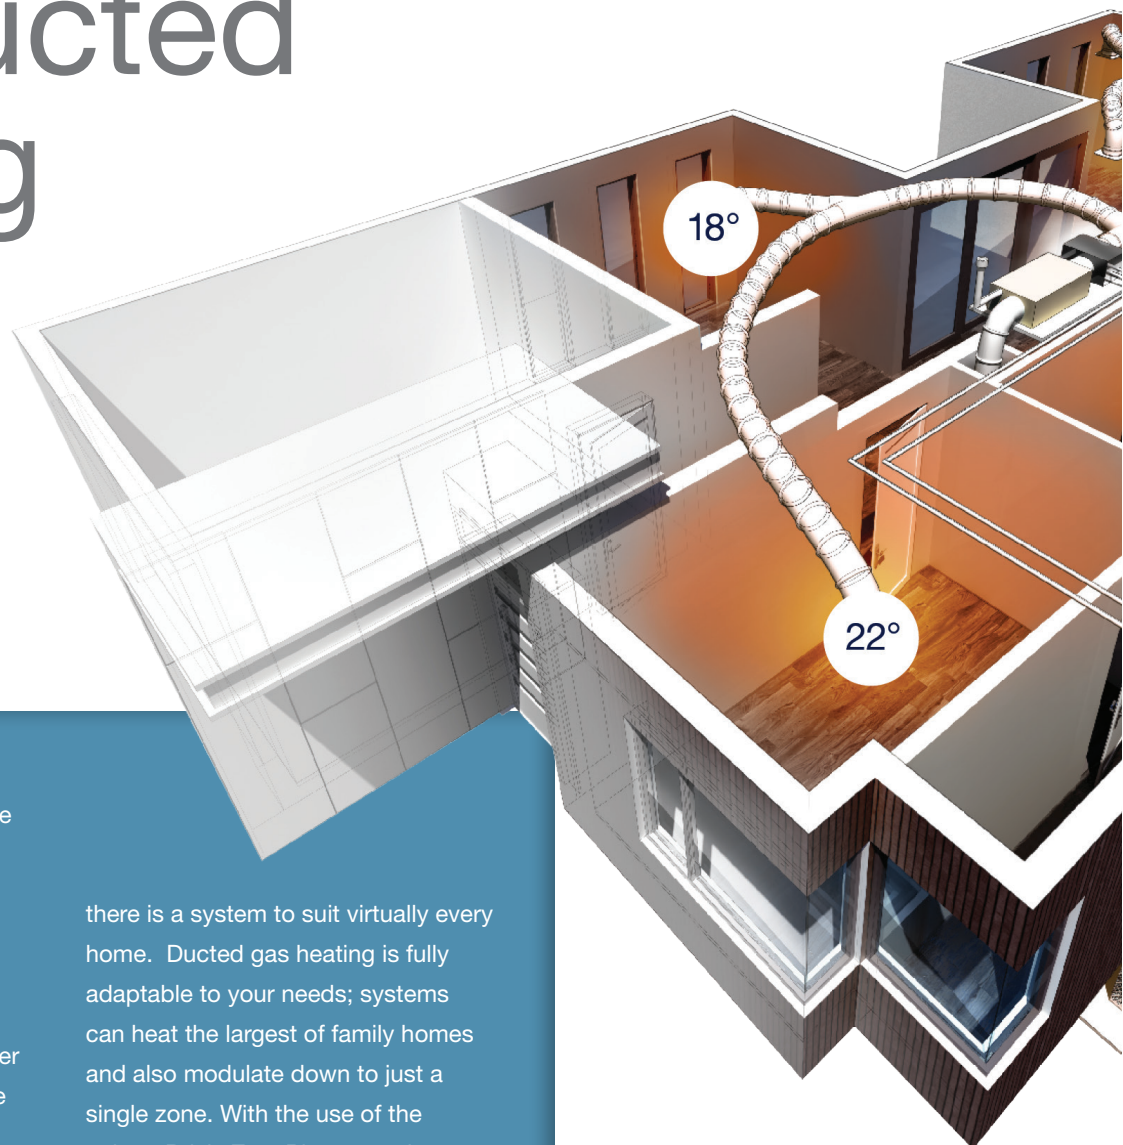 ucted
g
18°
22°
e
er
e
there is a system to suit virtually every
home.  Ducted gas heating is fully
adaptable to your needs; systems
can heat the largest of family homes
and also modulate down to just a
single zone. With the use of the